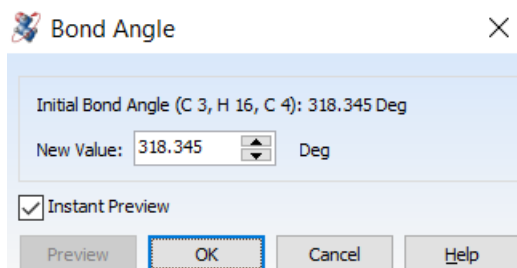 Bond Angle
Initial Bond Angle (C 3, H 16, C 4): 318.345 Deg
New Value: 318.345 Deg
Instant Preview
Preview OK Cancel Help